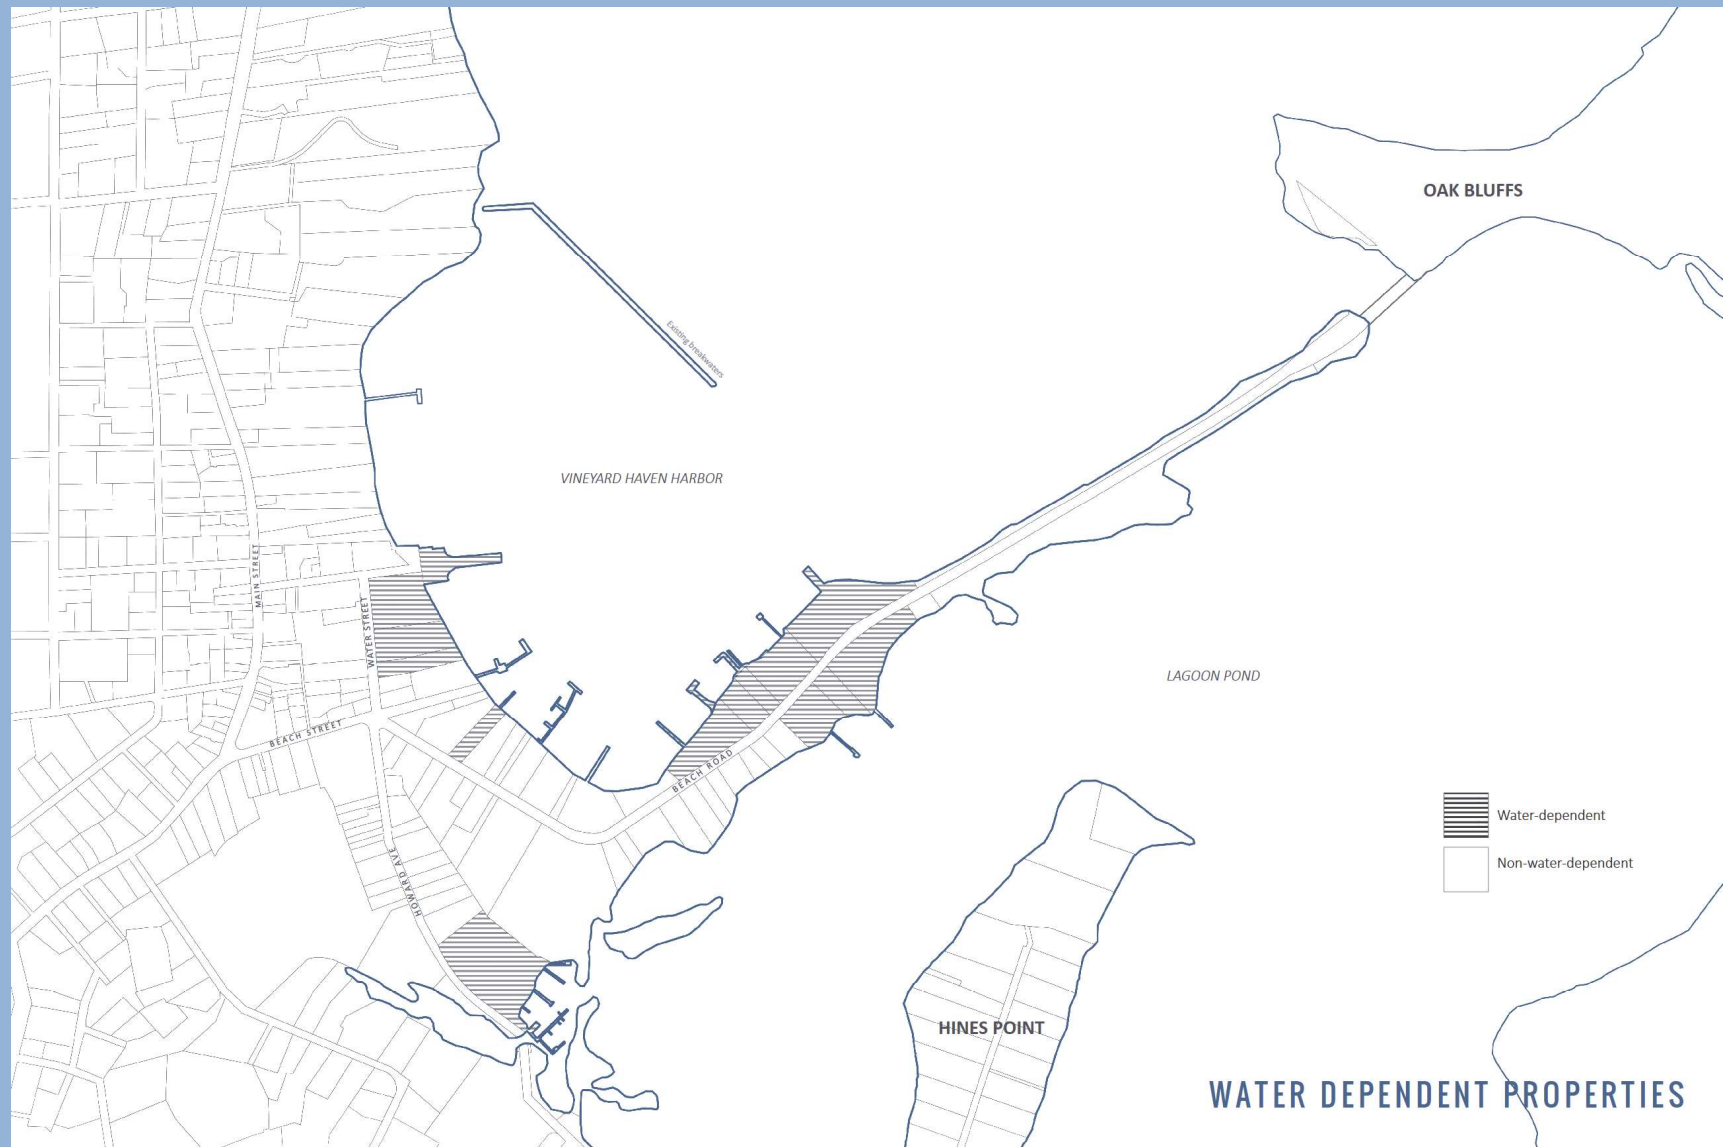 OAK BLUFFS
Existing breakwaters
VINEYARD HAVEN HARBOR
MAIN STREET
WATER STREET
LAGOON POND
BEACH STREET
BEACH ROAD
Water-dependent
HOWARD AVE
Non-water-dependent
HINES POINT
WATER DEPENDENT PROPERTIES